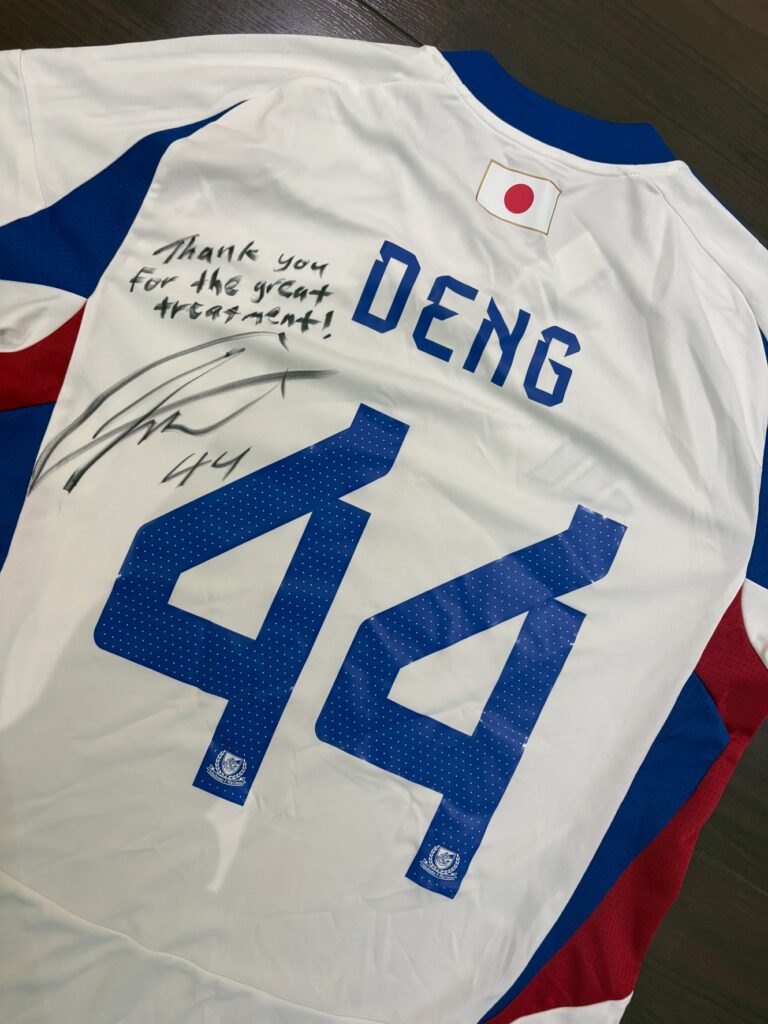 Thank you
For the great
treatment!
DENG
44
44